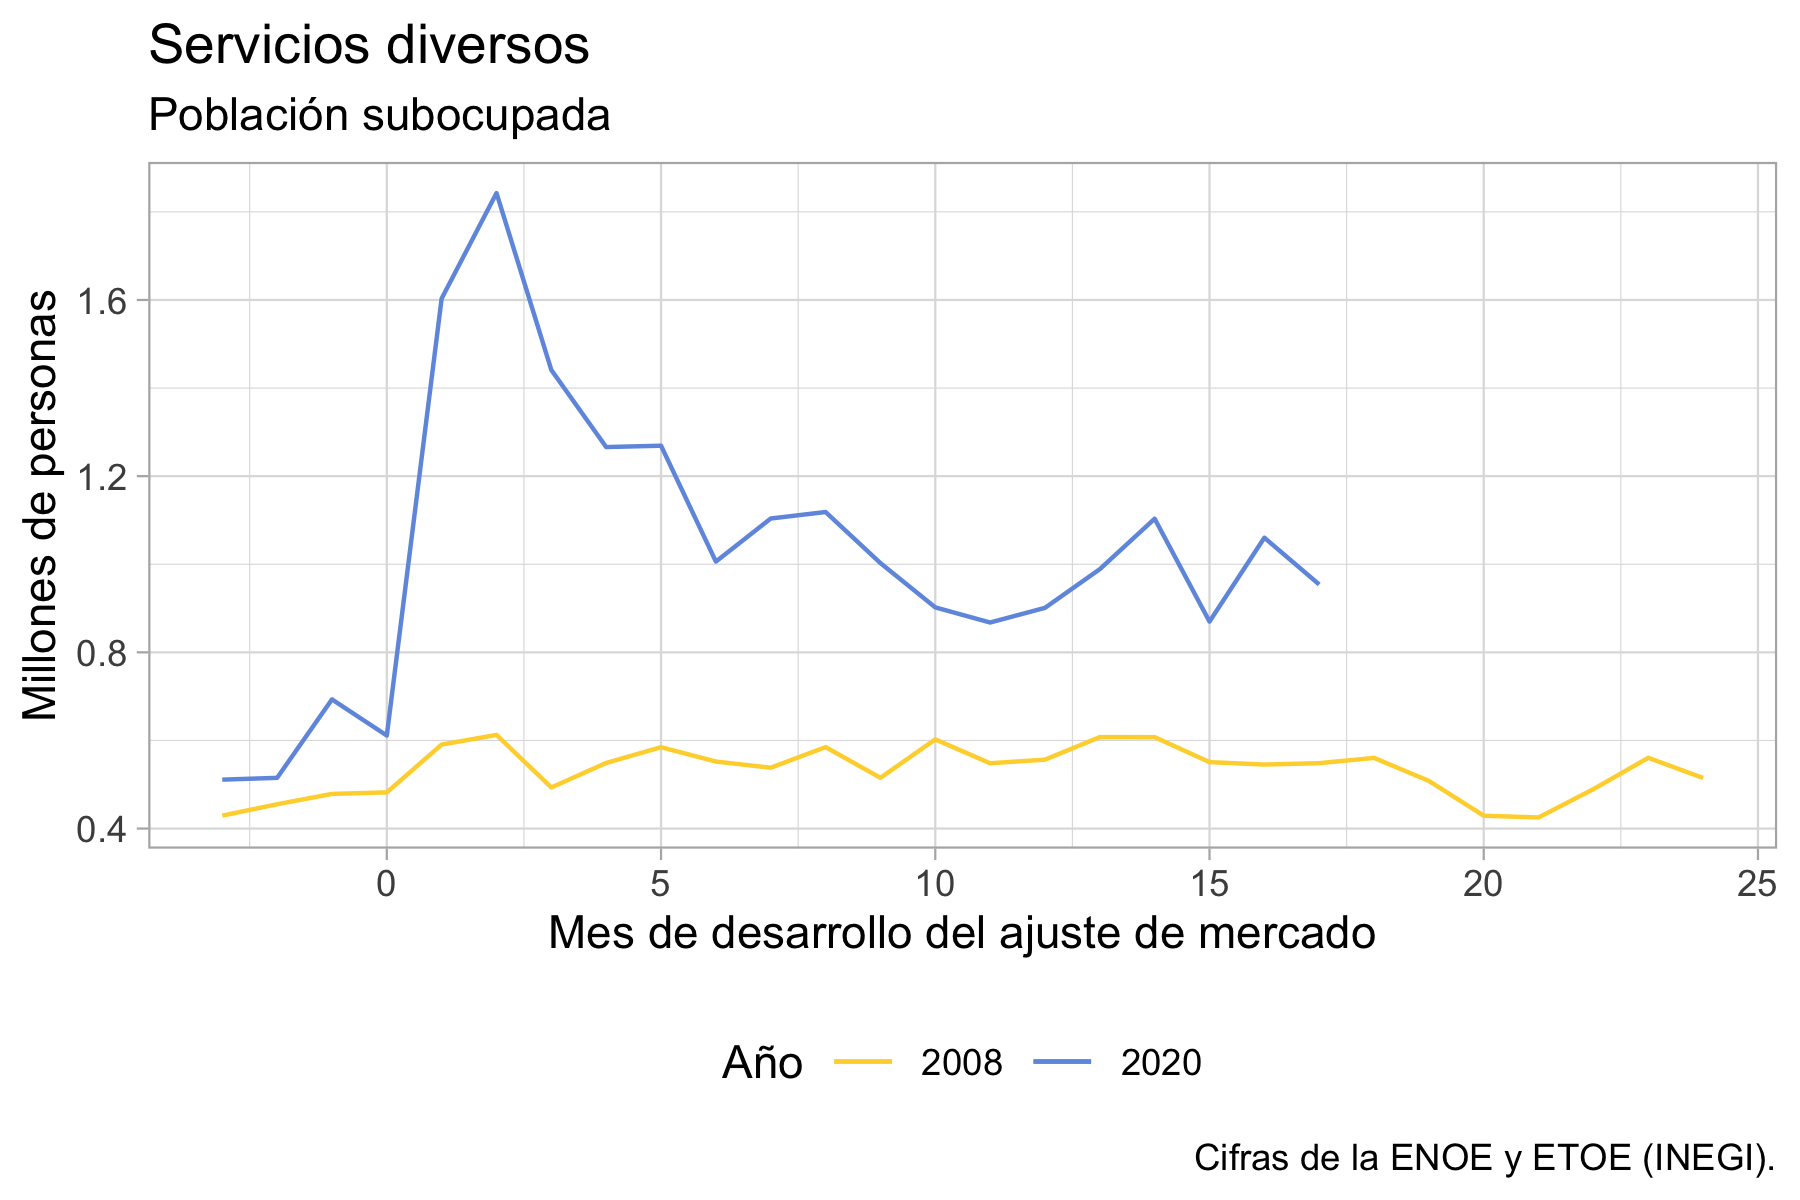 Servicios diversos
Población subocupada
Millones de personas
1.6
1.2
0.8
0.4
0 5 10 15 20 25
Mes de desarrollo del ajuste de mercado
Año 2008 2020
Cifras de la ENOE y ETOE (INEGI).